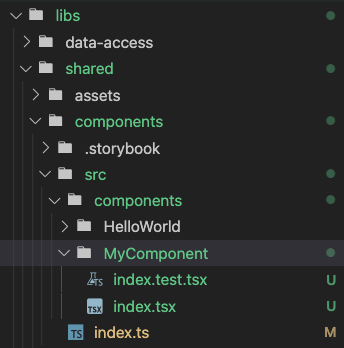 libs
data-access
shared
assets
components
.storybook
src
components
HelloWorld
MyComponent
index.test.tsx U
TSX index.tsx U
TS index.ts M